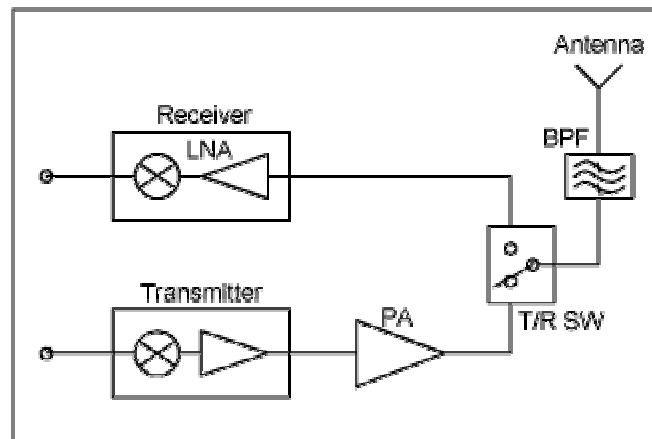 Antenna
Receiver
BPF
LNA
Transmitter
PA
T/R SW